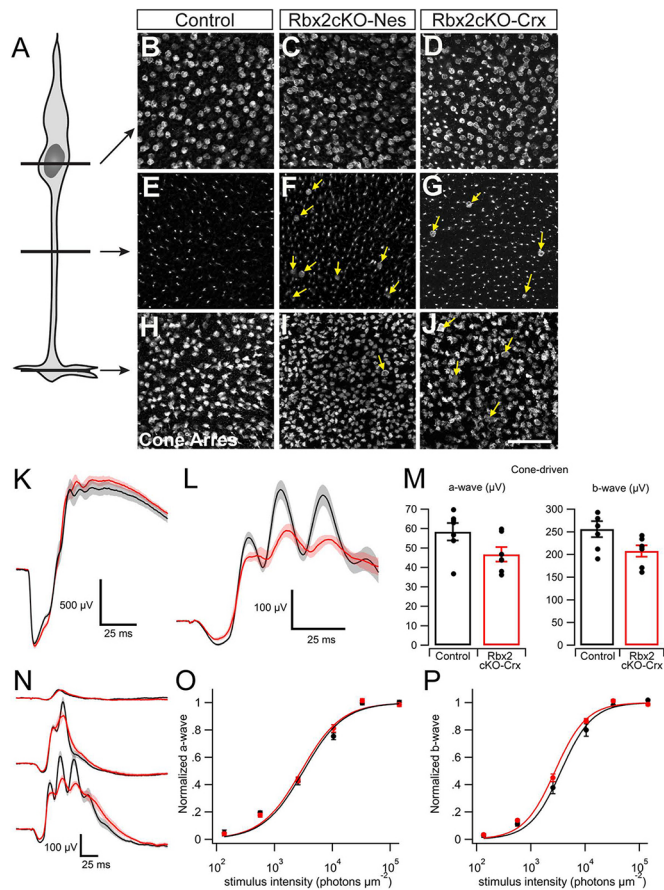 Control Rbx2cKO-Nes Rbx2cKO-Crx
A B C D
E F G
H I J
Cone Arres
K L M Cone-driven
a-wave (µV) b-wave (µV)
70 300
60 250
50 200
40
30 150
20 100
10 50
0 0
500 µV
25 ms
100 µV
25 ms
Control Rbx2 cKO-Crx Control Rbx2 cKO-Crx
N O P
100 µV
25 ms
Normalized a-wave
1
.8
.6
.4
.2
0
10² 10³ 10⁴ 10⁵
stimulus intensity (photons µm⁻²)
Normalized b-wave
1
.8
.6
.4
.2
0
10² 10³ 10⁴ 10⁵
stimulus intensity (photons µm⁻²)